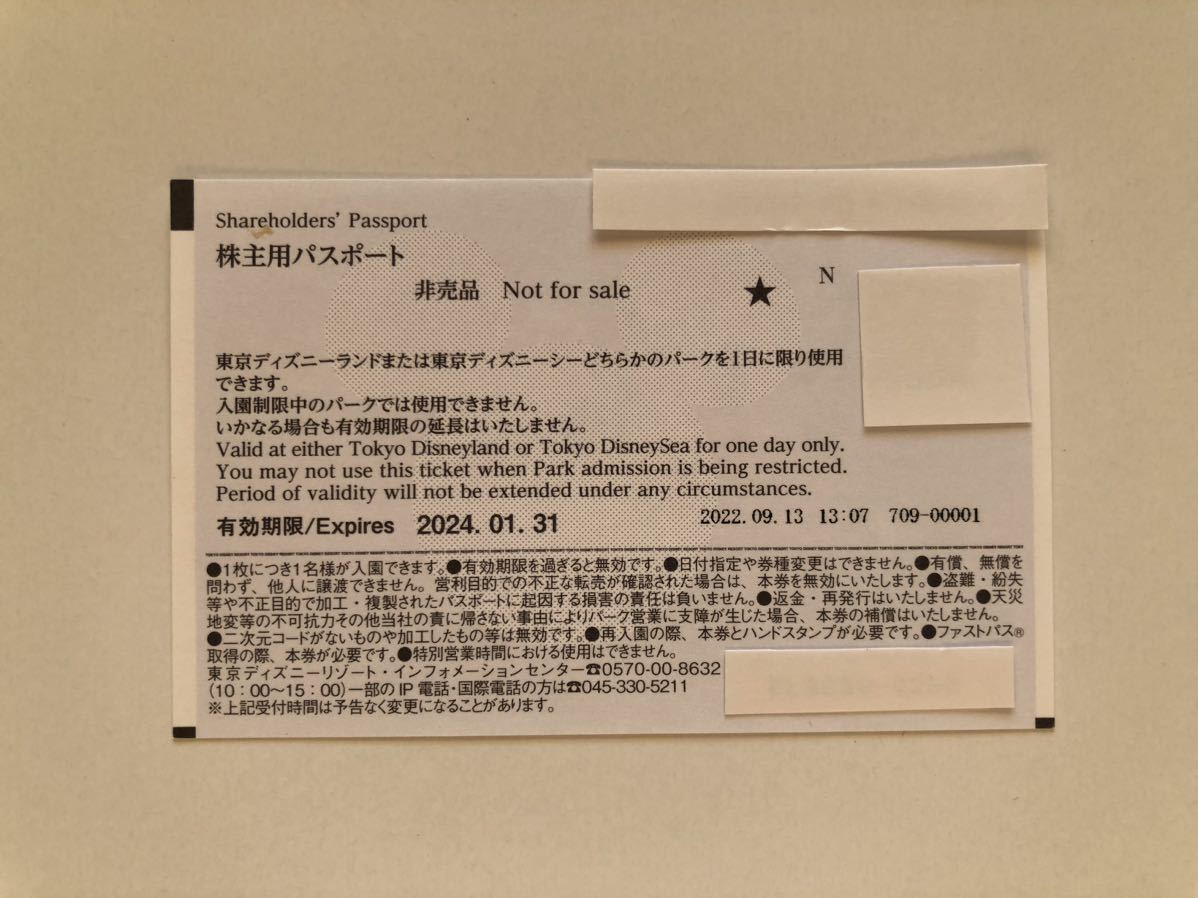 Shareholders' Passport
株主用パスポート
非売品 Not for sale
★ N
東京ディズニーランドまたは東京ディズニーシーどちらかのパークを1日に限り使用
できます。
入園制限中のパークでは使用できません。
いかなる場合も有効期限の延長はいたしません。
Valid at either Tokyo Disneyland or Tokyo DisneySea for one day only.
You may not use this ticket when Park admission is being restricted.
Period of validity will not be extended under any circumstances.
有効期限/Expires 2024. 01. 31
2022. 09. 13 13:07 709-00001
●1枚につき1名様が入園できます。●有効期限を過ぎると無効です。●日付指定や券種変更はできません。●有償、無償を
問わず、他人に譲渡できません。営利目的での不正な転売が確認された場合は、本券を無効にいたします。●盗難・紛失
等や不正目的で加工・複製されたパスポートに起因する損害の責任は負いません。●返金・再発行はいたしません。●天災
地変等の不可抗力その他当社の責に帰さない事由によりパーク営業に支障が生じた場合、本券の補償はいたしません。
●二次元コードがないものや加工したもの等は無効です。●再入園の際、本券とハンドスタンプが必要です。●ファストパス®
取得の際、本券が必要です。●特別営業時間における使用はできません。
東京ディズニーリゾート・インフォメーションセンター☎0570-00-8632
(10：00〜15：00)一部のIP電話・国際電話の方は☎045-330-5211
※上記受付時間は予告なく変更になることがあります。